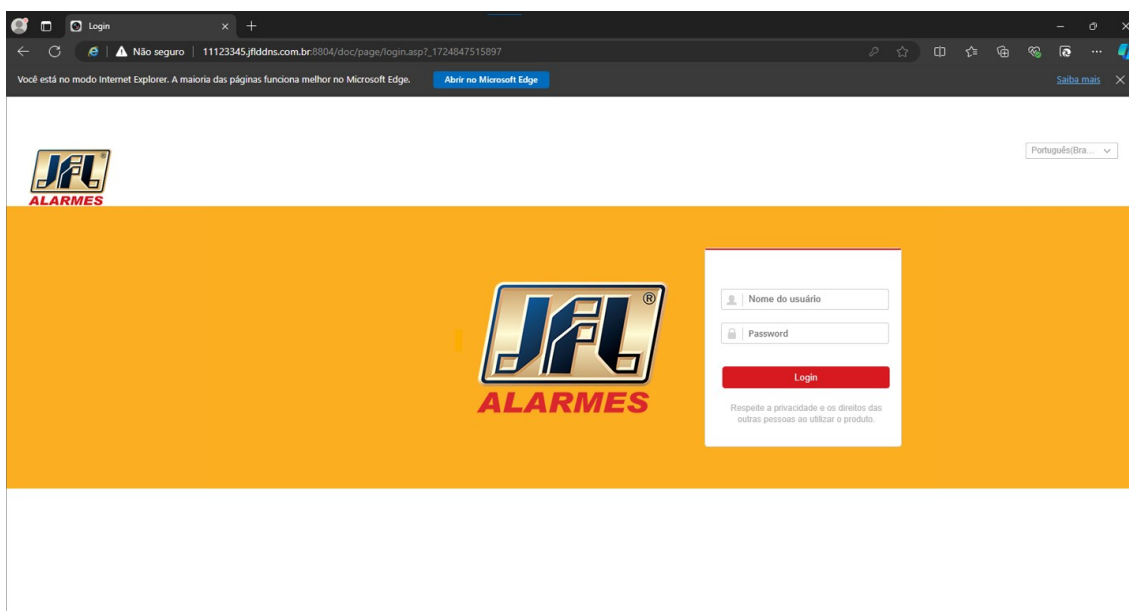 Login
Não seguro
11123345.jflddns.com.br:8804/doc/page/login.asp?_1724847515897
Você está no modo Internet Explorer. A maioria das páginas funciona melhor no Microsoft Edge.
Abrir no Microsoft Edge
Saiba mais
Português(Bra...
JFL
ALARMES
JFL®
ALARMES
Nome do usuário
Password
Login
Respeite a privacidade e os direitos das
outras pessoas ao utilizar o produto.